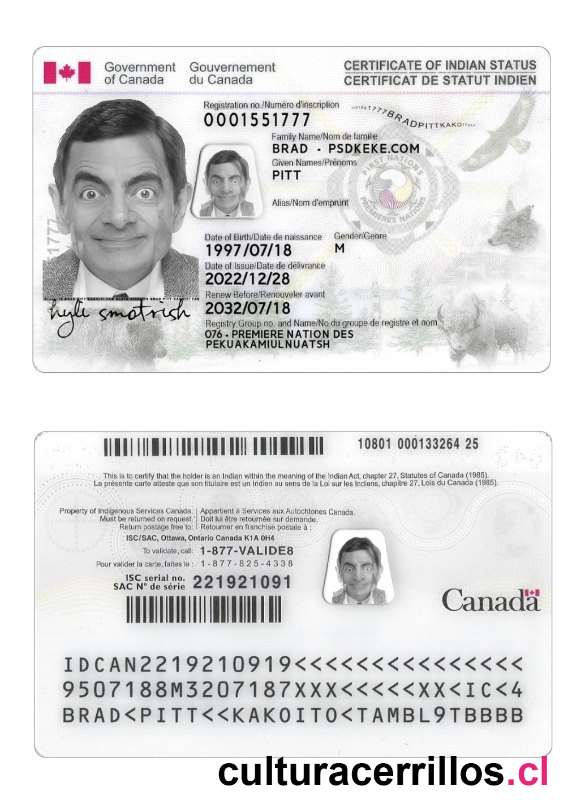 Government of Canada
Gouvernement du Canada
CERTIFICATE OF INDIAN STATUS
CERTIFICAT DE STATUT INDIEN
Registration no./Numéro d'inscription
0001551777
1777BRADPITTKAKO
Family Name/Nom de famille
BRAD - PSDKEKE.COM
Given Names/Prénoms
PITT
FIRST NATIONS
PREMIÈRES NATIONS
Alias/Nom d'emprunt
1777
Date of Birth/Date de naissance Gender/Genre
1997/07/18 M
Date of Issue/Date de délivrance
2022/12/28
Renew Before/Renouveler avant
2032/07/18
hyle smotrish
Registry Group no. and Name/No du groupe de registre et nom
076 - PREMIERE NATION DES
PEKUAKAMIULNUATSH
10801 000133264 25
This is to certify that the holder is an Indian within the meaning of the Indian Act, chapter 27, Statutes of Canada (1985).
La présente carte atteste que son titulaire est un Indien au sens de la Loi sur les Indiens, chapitre 27, Lois du Canada (1985).
Property of Indigenous Services Canada. Appartient à Services aux Autochtones Canada.
Must be returned on request. Doit lui être retournée sur demande.
Return postage free to: Retourner en franchise postale à :
ISC/SAC, Ottawa, Ontario Canada K1A 0H4
To validate, call: 1-877-VALIDE8
Pour valider la carte, faites le : 1-877-825-4338
ISC serial no.
SAC Nº de série 221921091
Canada
IDCAN2219210919<<<<<<<<<<<<<<<
9507188M3207187XXX<<<<<XX<IC<4
BRAD<PITT<<KAKOITO<TAMBL9TBBBB
culturacerrillos.cl